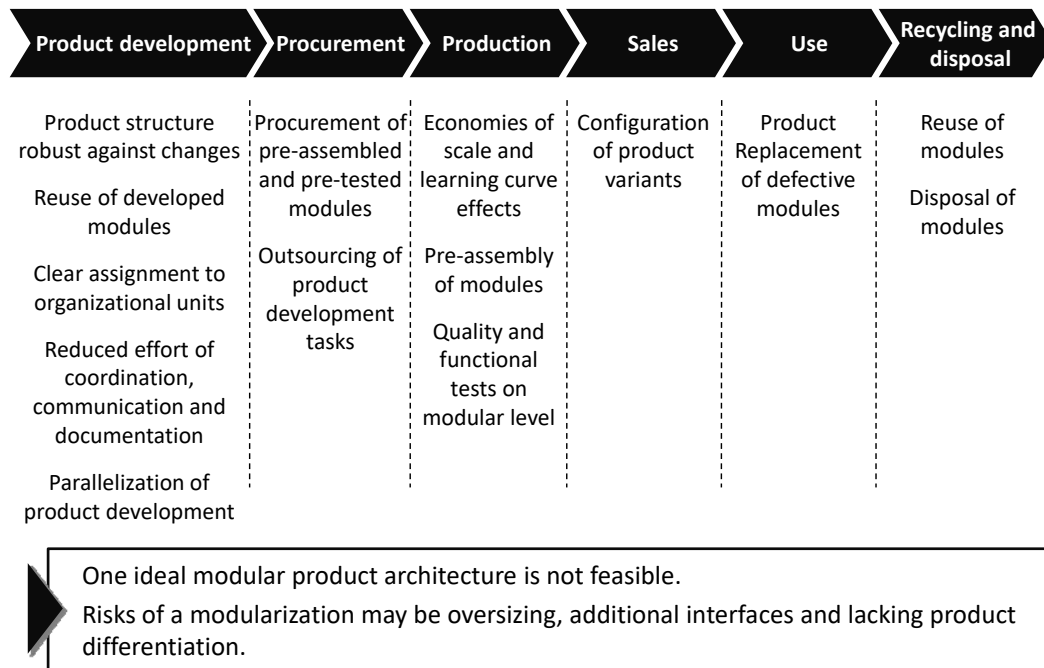 Product development
Procurement
Production
Sales
Use
Recycling and
disposal
Product structure
robust against changes
Reuse of developed
modules
Clear assignment to
organizational units
Reduced effort of
coordination,
communication and
documentation
Parallelization of
product development
Procurement of
pre-assembled
and pre-tested
modules
Outsourcing of
product
development
tasks
Economies of
scale and
learning curve
effects
Pre-assembly
of modules
Quality and
functional
tests on
modular level
Configuration
of product
variants
Product
Replacement
of defective
modules
Reuse of
modules
Disposal of
modules
One ideal modular product architecture is not feasible.
Risks of a modularization may be oversizing, additional interfaces and lacking product
differentiation.